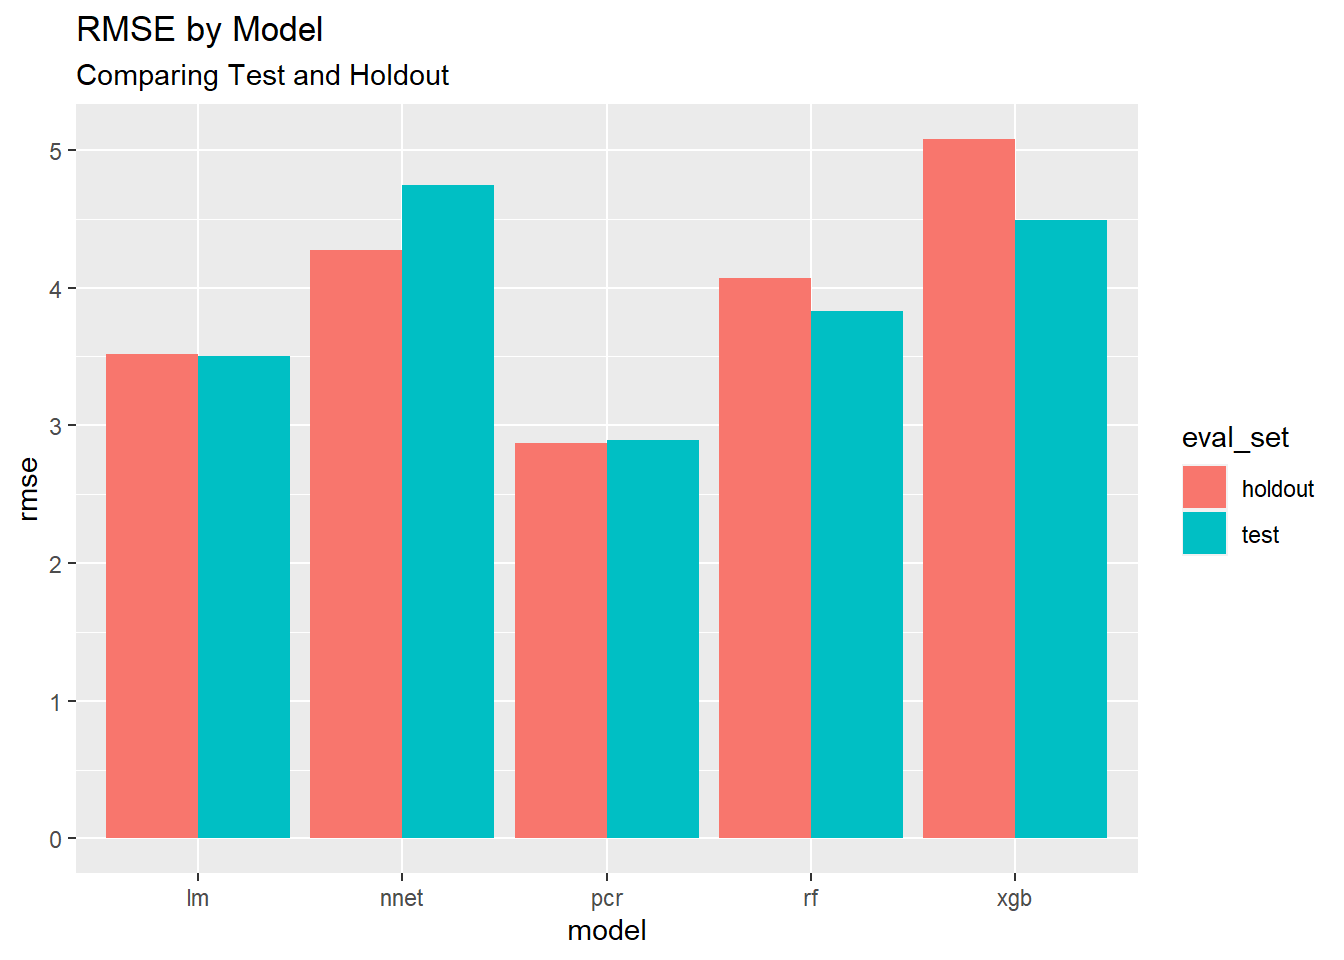 RMSE by Model
Comparing Test and Holdout
5
4
3
2
1
0
rmse
lm nnet pcr rf xgb
model
eval_set
holdout
test